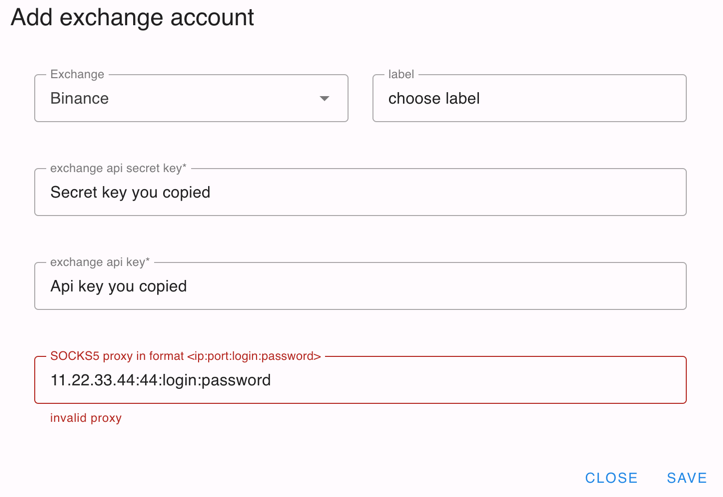 Add exchange account
Exchange
Binance
label
choose label
exchange api secret key*
Secret key you copied
exchange api key*
Api key you copied
SOCKS5 proxy in format <ip:port:login:password>
11.22.33.44:44:login:password
invalid proxy
CLOSE SAVE